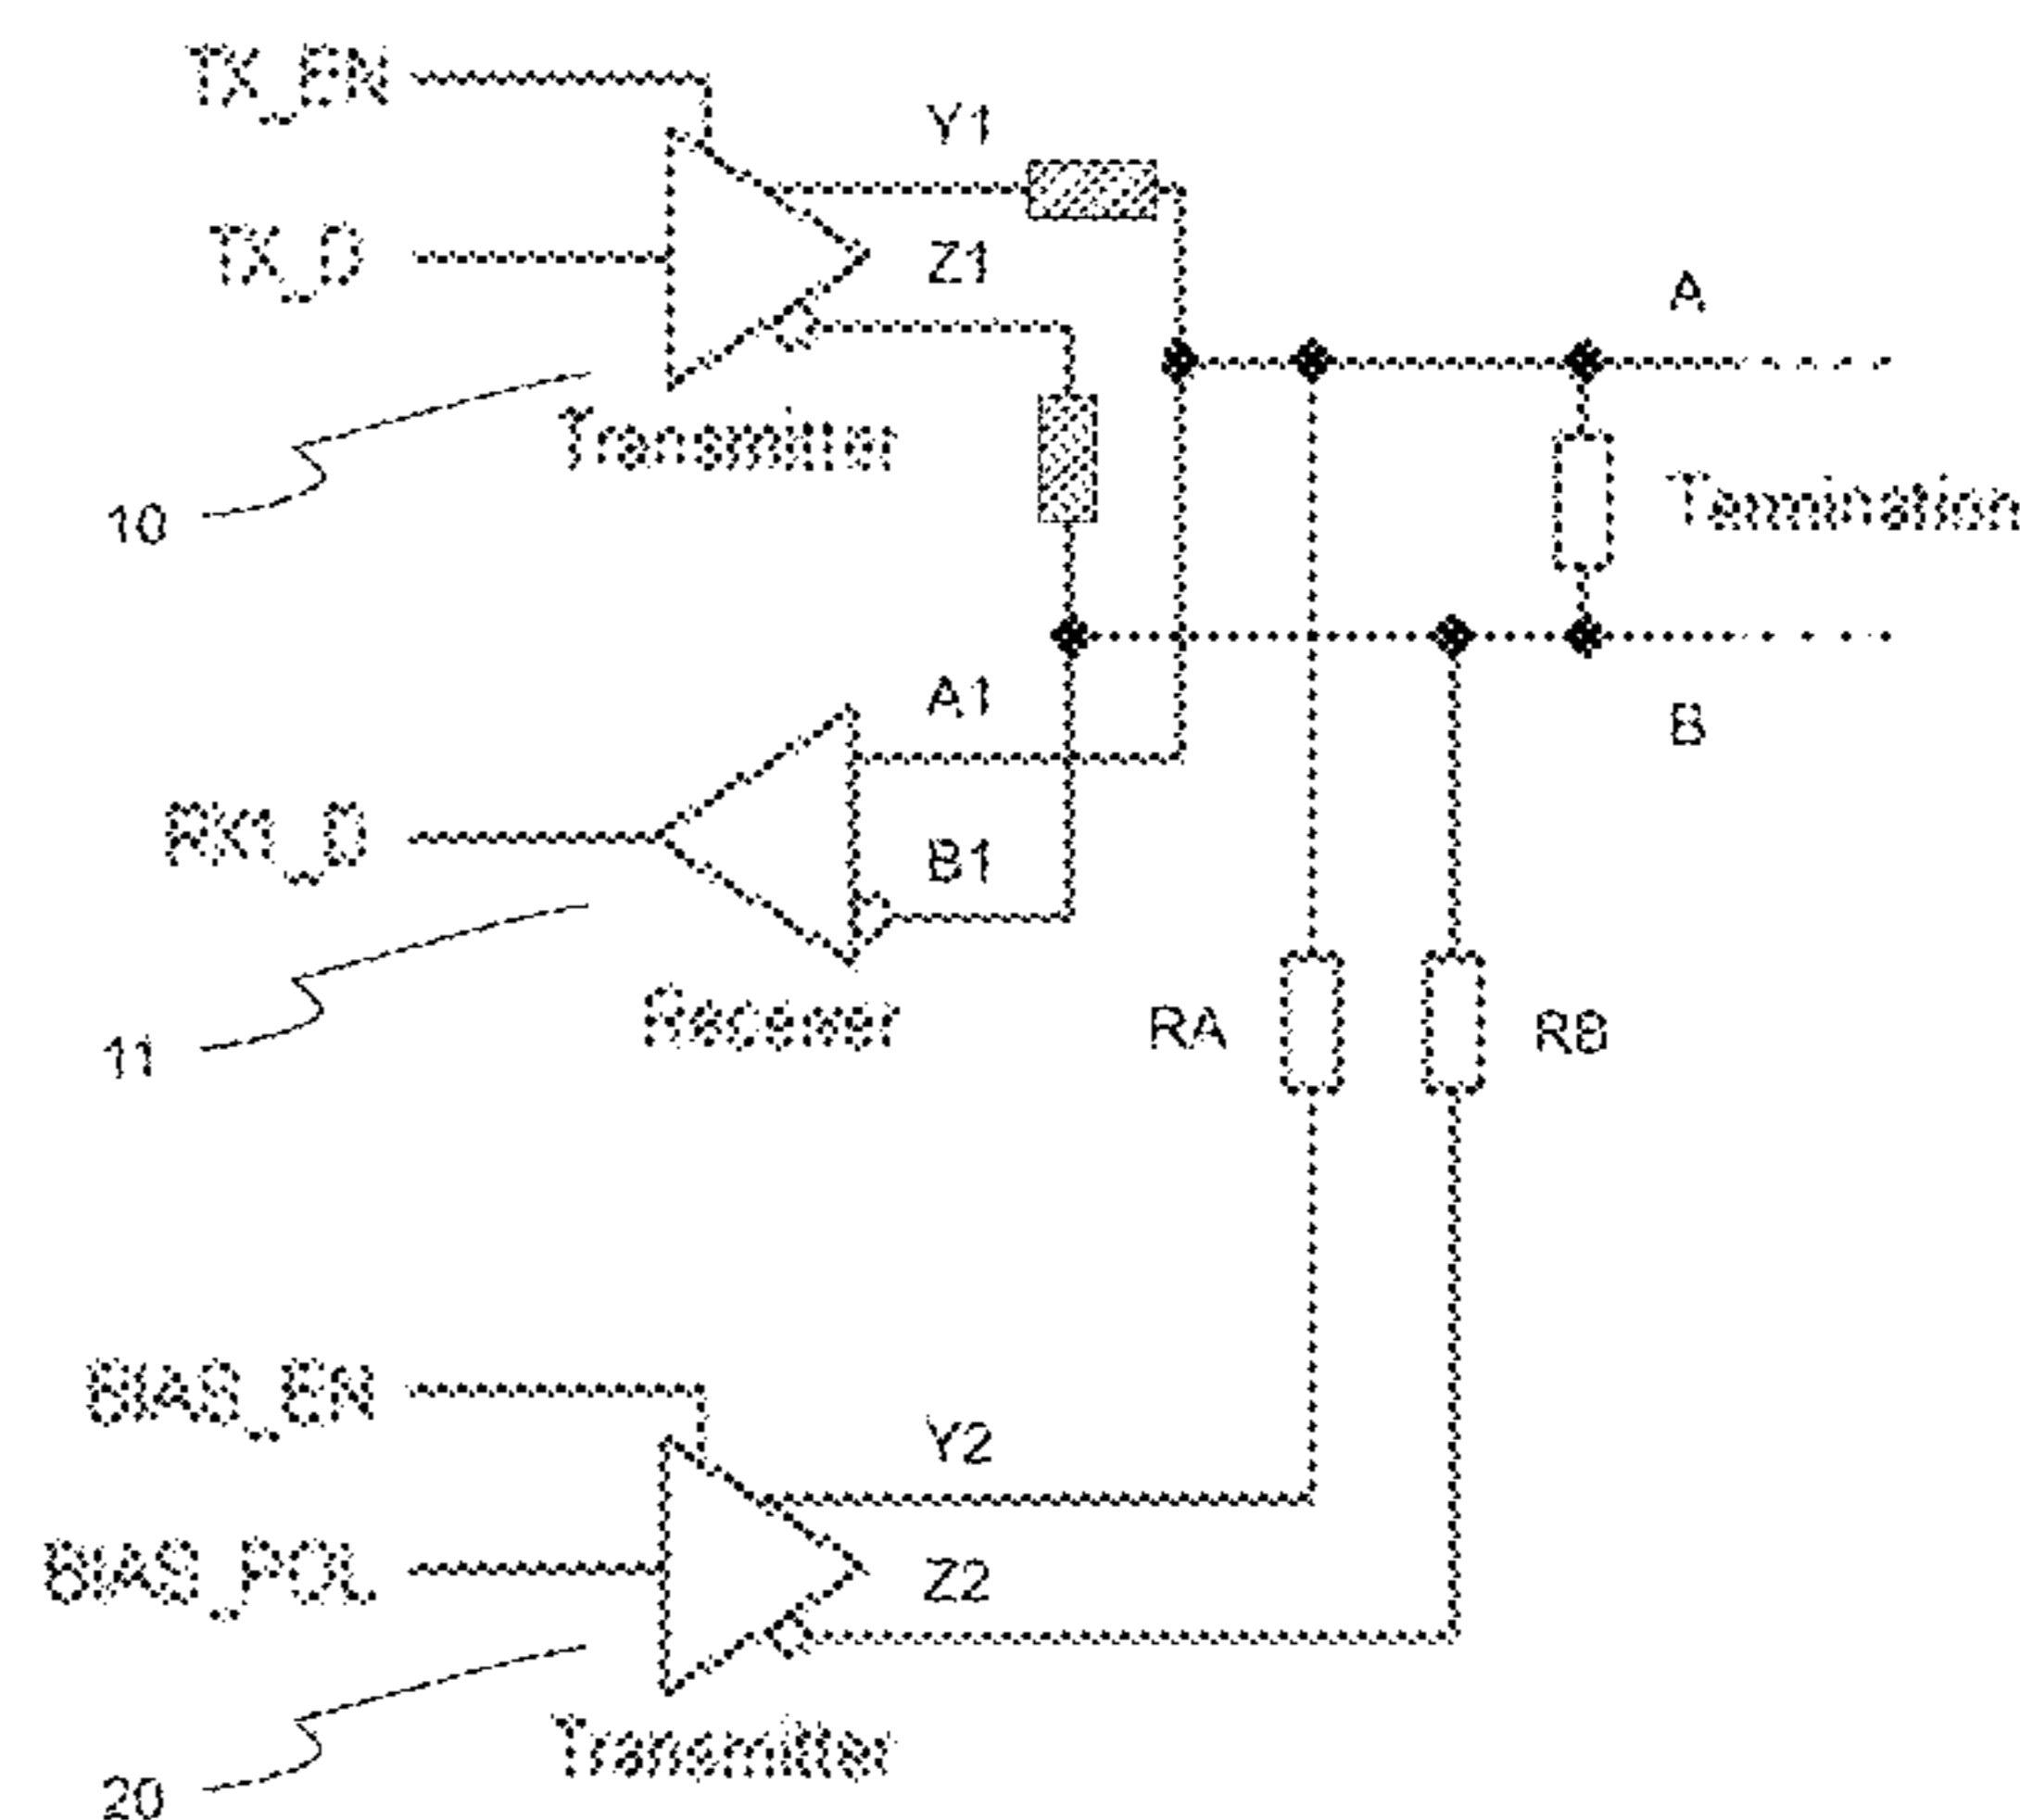 TX_EN
Y1
TX_D
Z1
A
Transmitter
Termination
10
A1
B
RX1_D
B1
Receiver
RA
RB
11
BIAS_EN
Y2
BIAS_POL
Z2
Transmitter
20